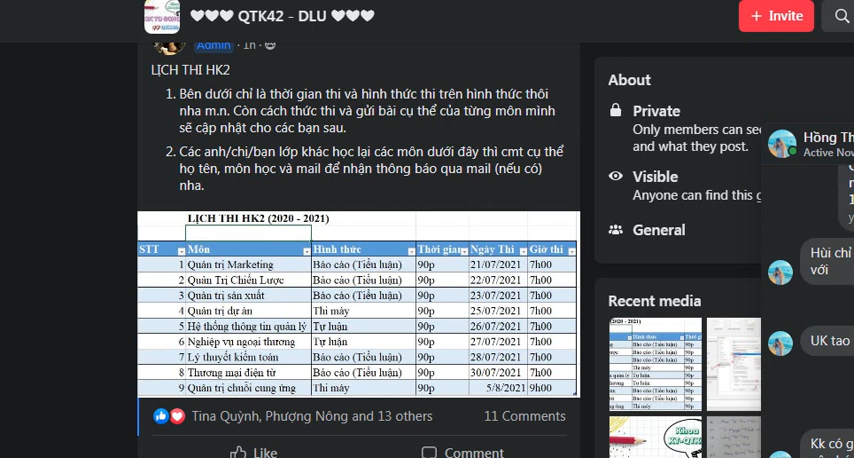 ♥♥♥ QTK42 - DLU ♥♥♥
+ Invite
Admin · 1h ·
LỊCH THI HK2
1. Bên dưới chỉ là thời gian thi và hình thức thi trên hình thức thôi
nha m.n. Còn cách thức thi và gửi bài cụ thể của từng môn mình
sẽ cập nhật cho các bạn sau.
2. Các anh/chị/bạn lớp khác học lại các môn dưới đây thì cmt cụ thể
họ tên, môn học và mail để nhận thông báo qua mail (nếu có)
nha.
LỊCH THI HK2 (2020 - 2021)
STT Môn Hình thức Thời gian Ngày Thi Giờ thi
1 Quản trị Marketing Báo cáo (Tiểu luận) 90p 21/07/2021 7h00
2 Quản Trị Chiến Lược Báo cáo (Tiểu luận) 90p 22/07/2021 7h00
3 Quản trị sản xuất Báo cáo (Tiểu luận) 90p 23/07/2021 7h00
4 Quản trị dự án Thi máy 90p 25/07/2021 7h00
5 Hệ thống thông tin quản lý Tự luận 90p 26/07/2021 7h00
6 Nghiệp vụ ngoại thương Tự luận 90p 27/07/2021 7h00
7 Lý thuyết kiểm toán Báo cáo (Tiểu luận) 90p 28/07/2021 7h00
8 Thương mại điện tử Báo cáo (Tiểu luận) 90p 30/07/2021 7h00
9 Quản trị chuỗi cung ứng Thi máy 90p 5/8/2021 9h00
Tina Quỳnh, Phượng Nông and 13 others 11 Comments
Like Comment
About
Private
Only members can see
and what they post.
Visible
Anyone can find this g
General
Recent media
Khoa
KT-QTK
Hồng Th
Active Now
Hùi chỉ
với
UK tao
Kk có g